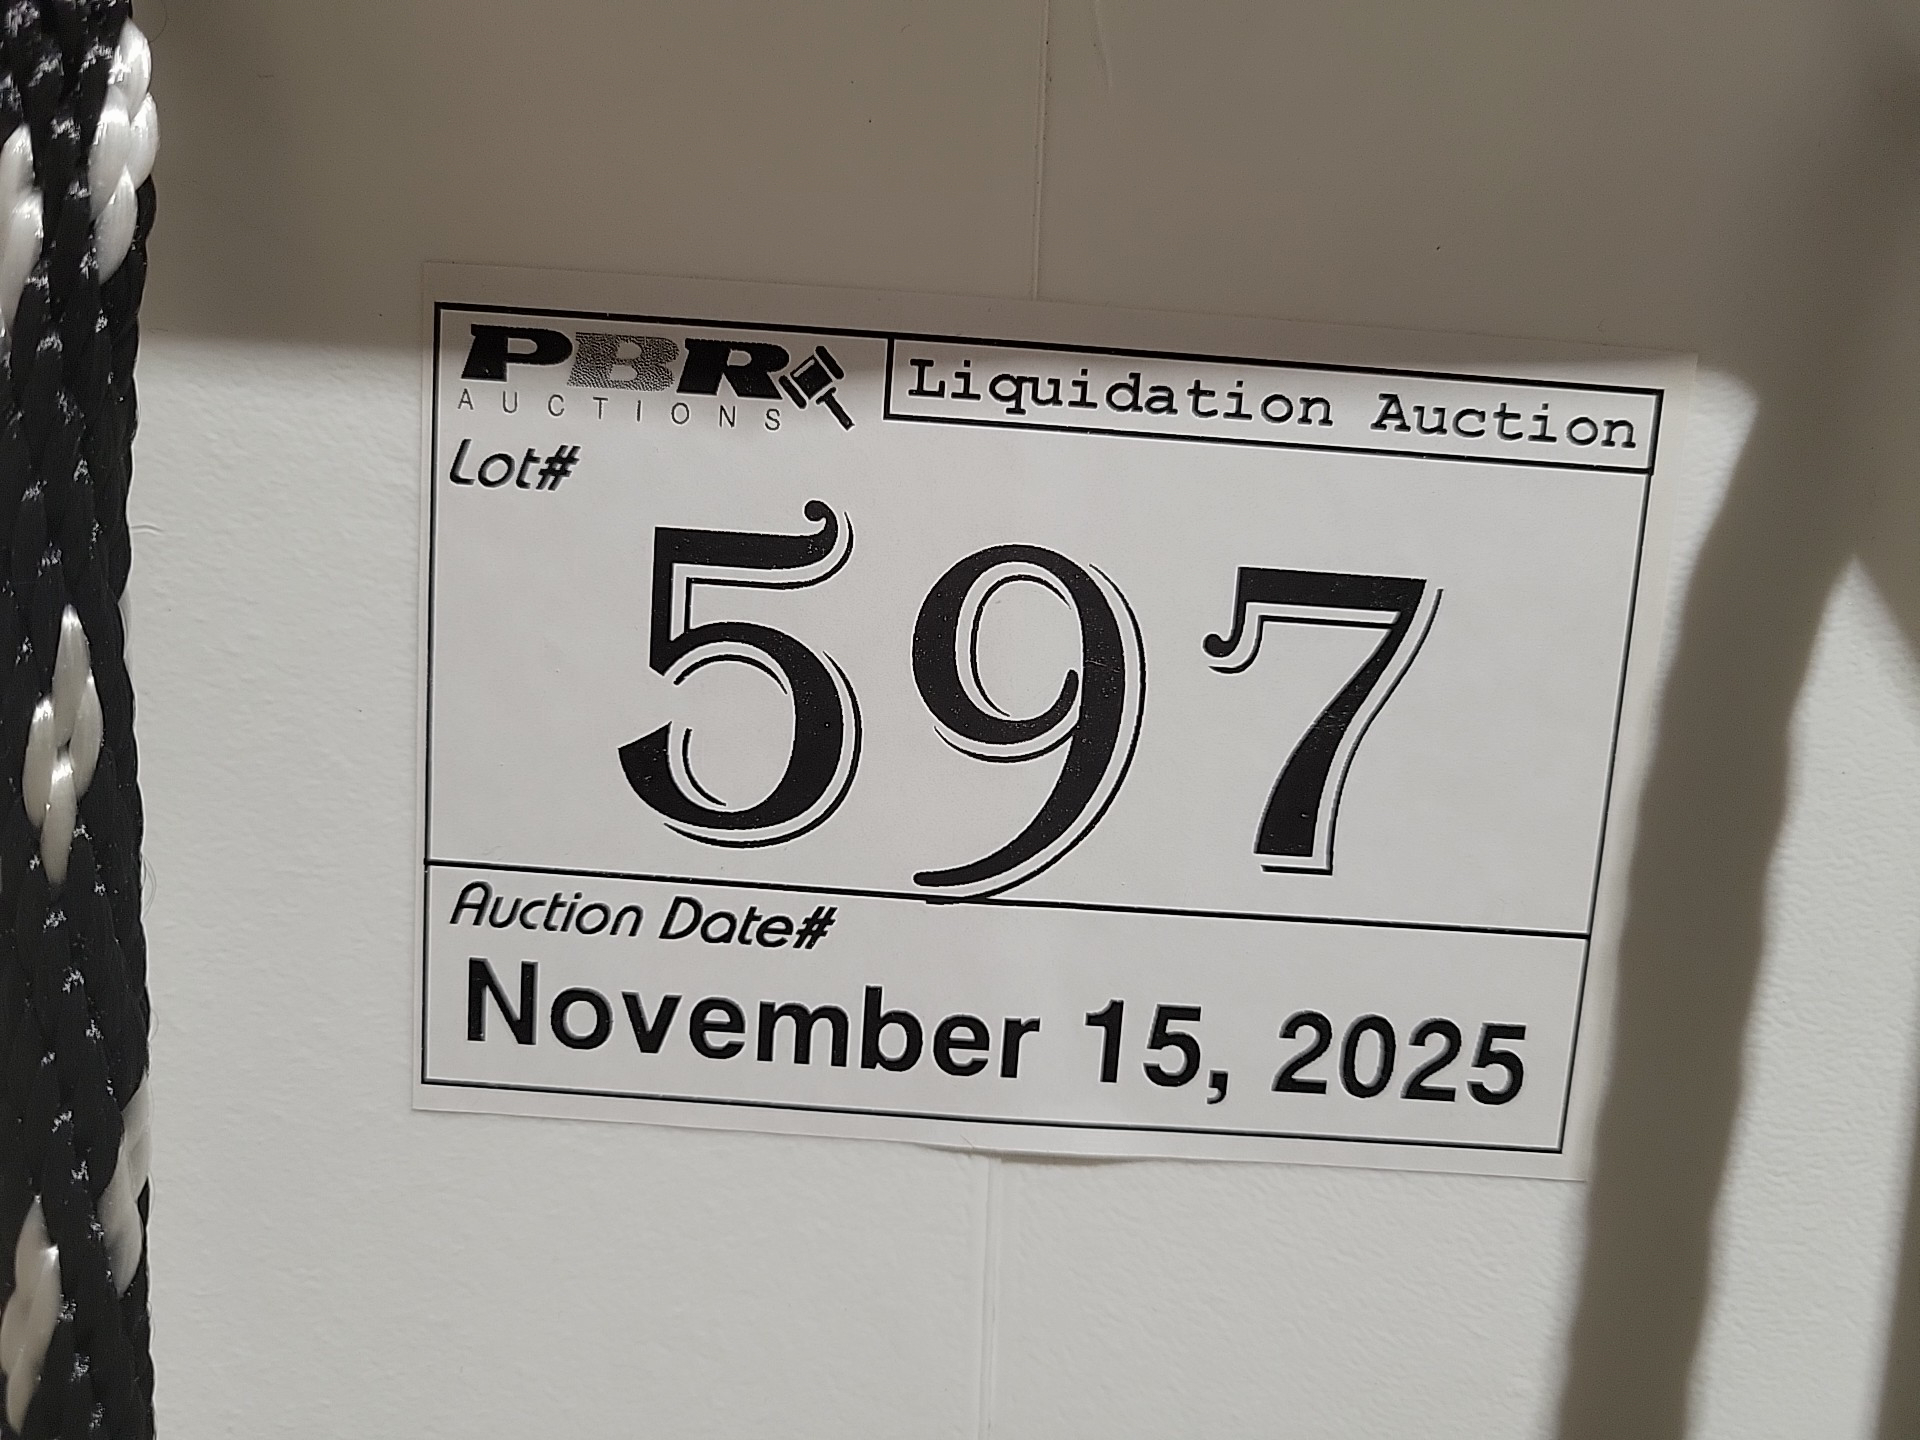 PBR
AUCTIONS
Liquidation Auction
Lot#
597
Auction Date#
November 15, 2025